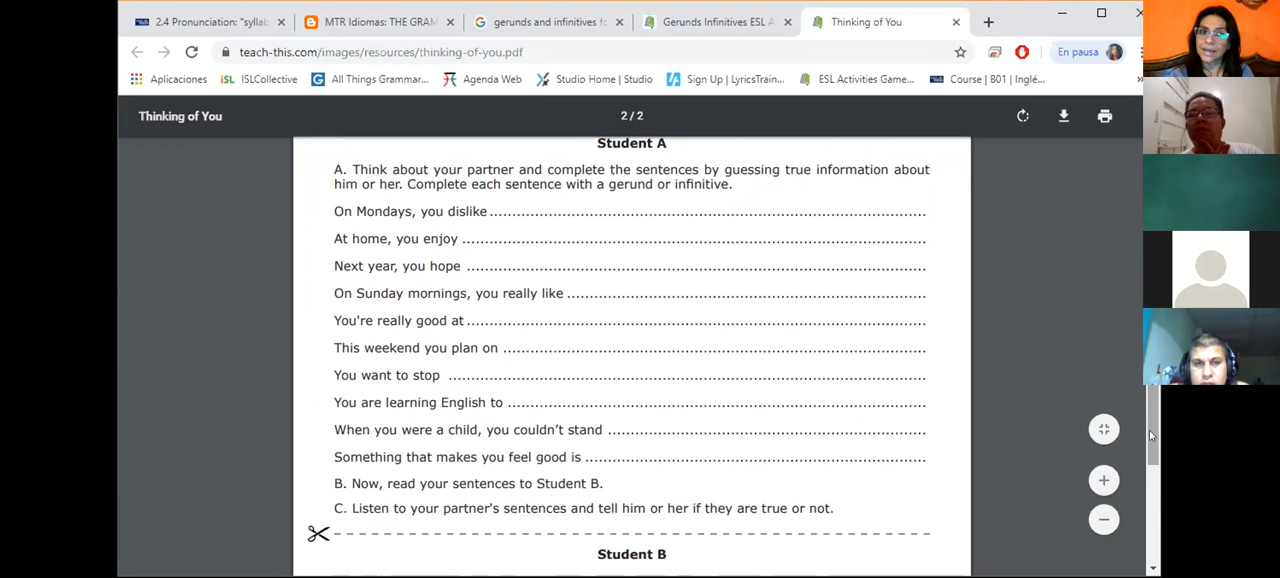 2.4 Pronunciation: "syllab
MTR Idiomas: THE GRAM
gerunds and infinitives fo
Gerunds Infinitives ESL A
Thinking of You
teach-this.com/images/resources/thinking-of-you.pdf
En pausa
Aplicaciones
iSL ISLCollective
G All Things Grammar...
Agenda Web
Studio Home | Studio
Sign Up | LyricsTrain...
ESL Activities Game...
Course | B01 | Inglé...
Thinking of You
2 / 2
Student A
A. Think about your partner and complete the sentences by guessing true information about
him or her. Complete each sentence with a gerund or infinitive.
On Mondays, you dislike
At home, you enjoy
Next year, you hope
On Sunday mornings, you really like
You're really good at
This weekend you plan on
You want to stop
You are learning English to
When you were a child, you couldn't stand
Something that makes you feel good is
B. Now, read your sentences to Student B.
C. Listen to your partner's sentences and tell him or her if they are true or not.
Student B